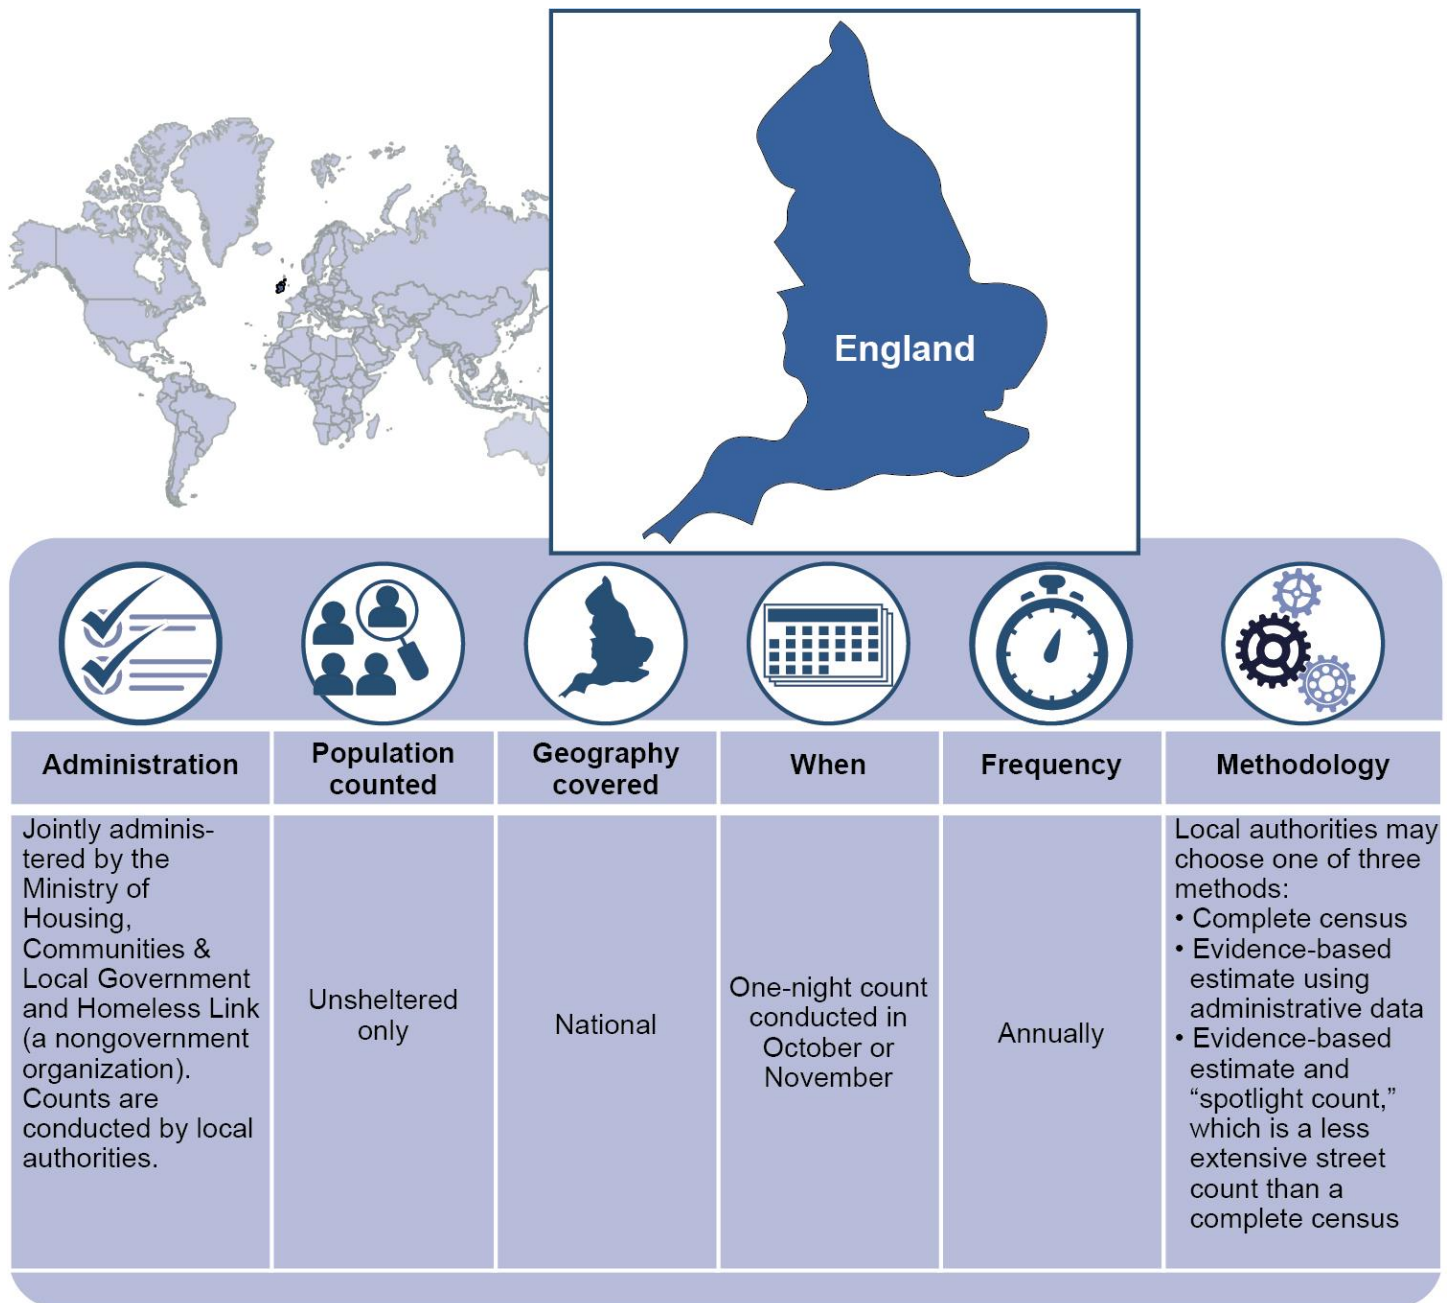 England
Administration
Population
counted
Geography
covered
When
Frequency
Methodology
Jointly adminis-
tered by the
Ministry of
Housing,
Communities &
Local Government
and Homeless Link
(a nongovernment
organization).
Counts are
conducted by local
authorities.
Unsheltered
only
National
One-night count
conducted in
October or
November
Annually
Local authorities may
choose one of three
methods:
• Complete census
• Evidence-based
estimate using
administrative data
• Evidence-based
estimate and
“spotlight count,”
which is a less
extensive street
count than a
complete census